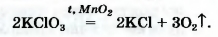 t, MnO₂
2KClO₃ = 2KCl + 3O₂↑.